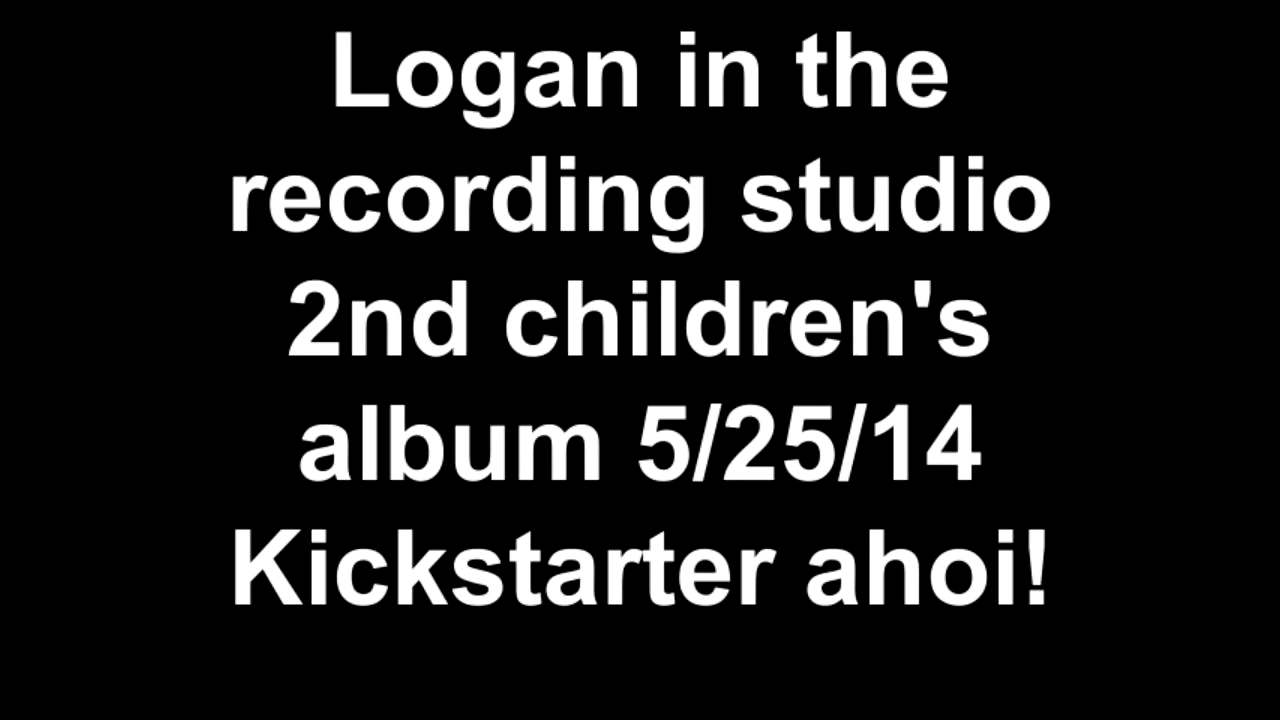 Logan in the
recording studio
2nd children's
album 5/25/14
Kickstarter ahoi!